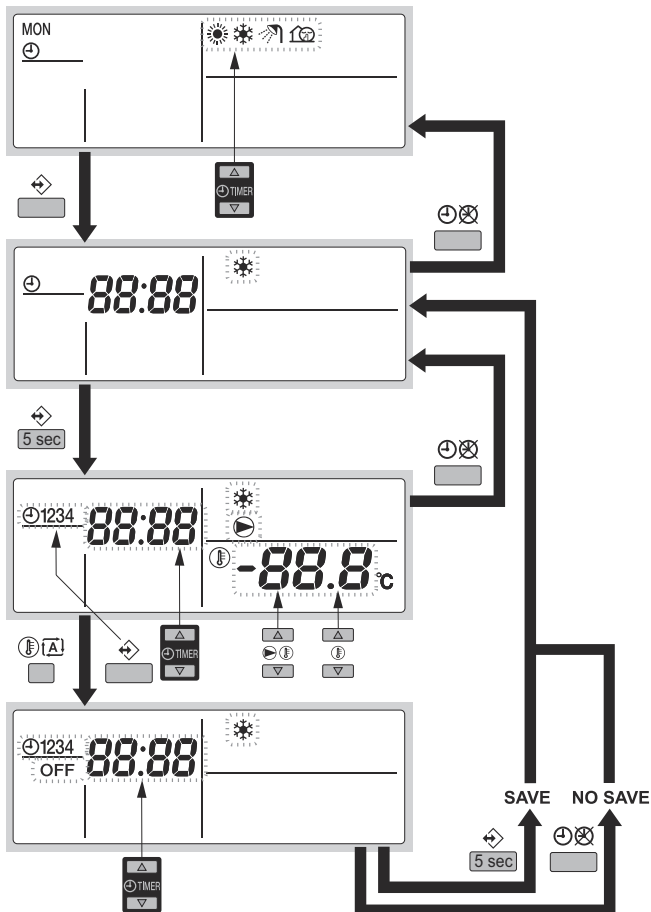 MON
TIMER
88:88
5 sec
1234 88:88
-88.8 °C
A
TIMER
1234 88:88
OFF
SAVE NO SAVE
5 sec
TIMER